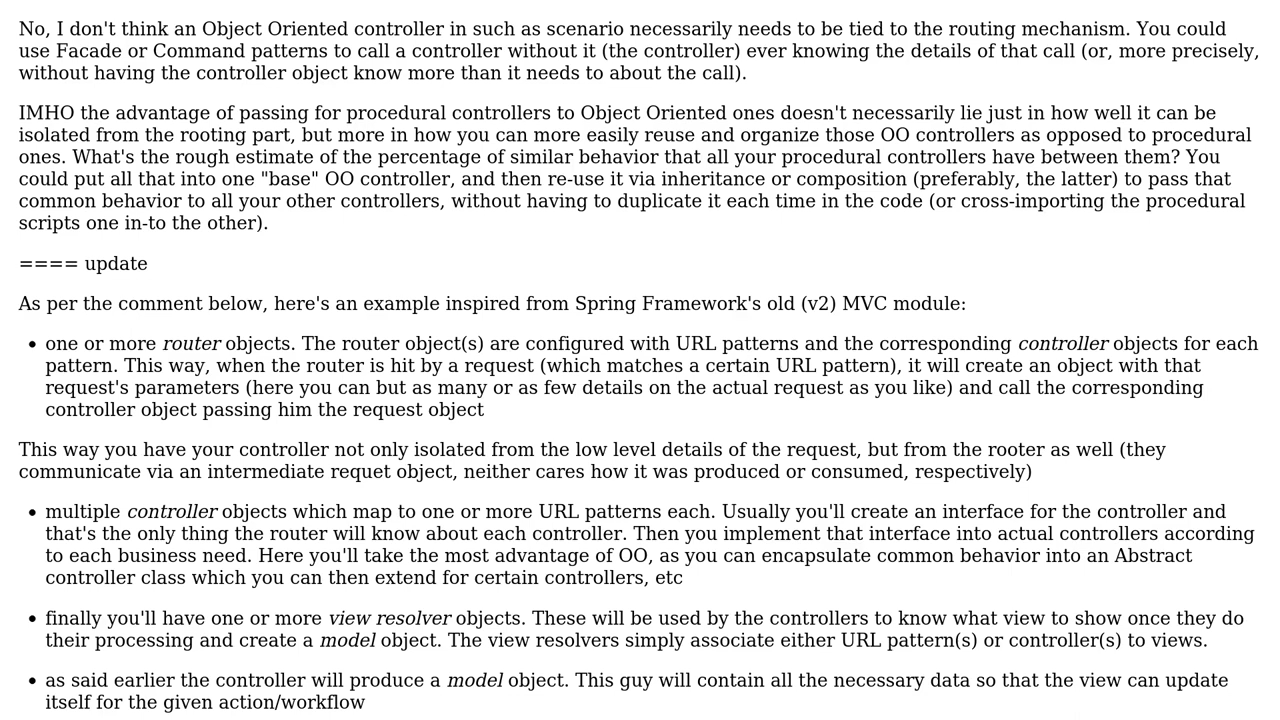 No, I don't think an Object Oriented controller in such as scenario necessarily needs to be tied to the routing mechanism. You could
use Facade or Command patterns to call a controller without it (the controller) ever knowing the details of that call (or, more precisely,
without having the controller object know more than it needs to about the call).
IMHO the advantage of passing for procedural controllers to Object Oriented ones doesn't necessarily lie just in how well it can be
isolated from the rooting part, but more in how you can more easily reuse and organize those OO controllers as opposed to procedural
ones. What's the rough estimate of the percentage of similar behavior that all your procedural controllers have between them? You
could put all that into one "base" OO controller, and then re-use it via inheritance or composition (preferably, the latter) to pass that
common behavior to all your other controllers, without having to duplicate it each time in the code (or cross-importing the procedural
scripts one in-to the other).
==== update
As per the comment below, here's an example inspired from Spring Framework's old (v2) MVC module:
• one or more router objects. The router object(s) are configured with URL patterns and the corresponding controller objects for each
pattern. This way, when the router is hit by a request (which matches a certain URL pattern), it will create an object with that
request's parameters (here you can but as many or as few details on the actual request as you like) and call the corresponding
controller object passing him the request object
This way you have your controller not only isolated from the low level details of the request, but from the rooter as well (they
communicate via an intermediate requet object, neither cares how it was produced or consumed, respectively)
• multiple controller objects which map to one or more URL patterns each. Usually you'll create an interface for the controller and
that's the only thing the router will know about each controller. Then you implement that interface into actual controllers according
to each business need. Here you'll take the most advantage of OO, as you can encapsulate common behavior into an Abstract
controller class which you can then extend for certain controllers, etc
• finally you'll have one or more view resolver objects. These will be used by the controllers to know what view to show once they do
their processing and create a model object. The view resolvers simply associate either URL pattern(s) or controller(s) to views.
• as said earlier the controller will produce a model object. This guy will contain all the necessary data so that the view can update
itself for the given action/workflow